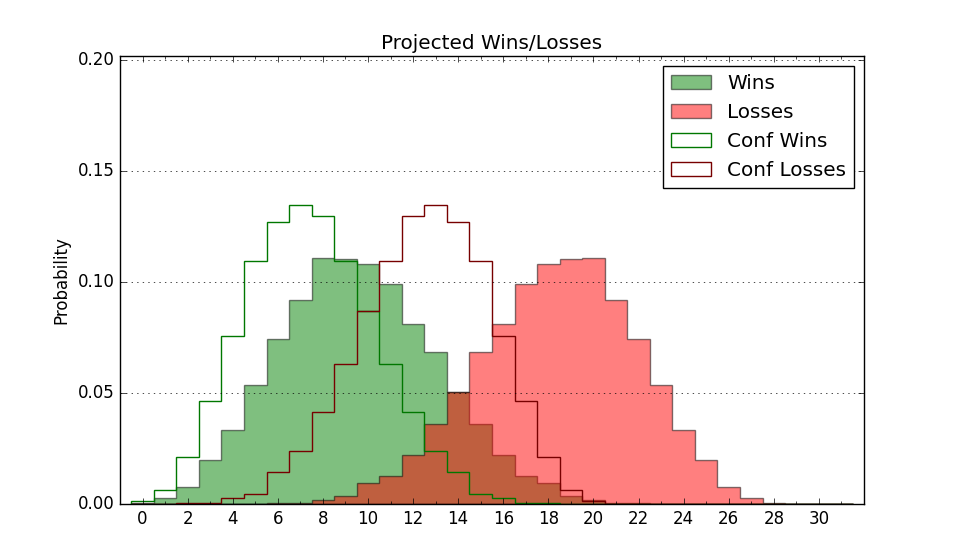 Projected Wins/Losses
0.20
0.15
0.10
0.05
0.00
Probability
Wins
Losses
Conf Wins
Conf Losses
0 2 4 6 8 10 12 14 16 18 20 22 24 26 28 30